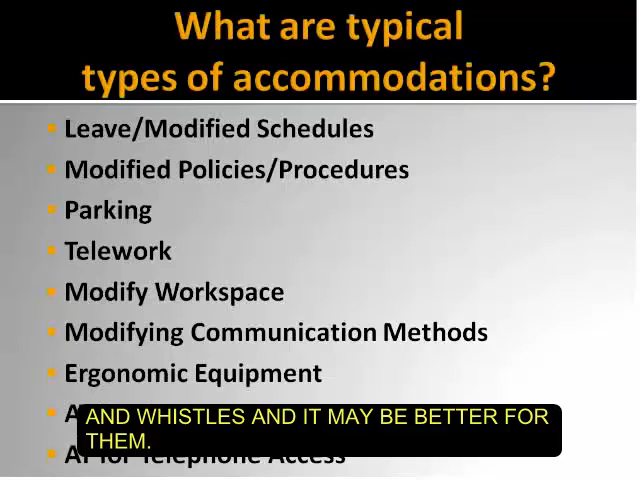 What are typical
types of accommodations?
Leave/Modified Schedules
Modified Policies/Procedures
Parking
Telework
Modify Workspace
Modifying Communication Methods
Ergonomic Equipment
AND WHISTLES AND IT MAY BE BETTER FOR
THEM.
AT for Telephone Access